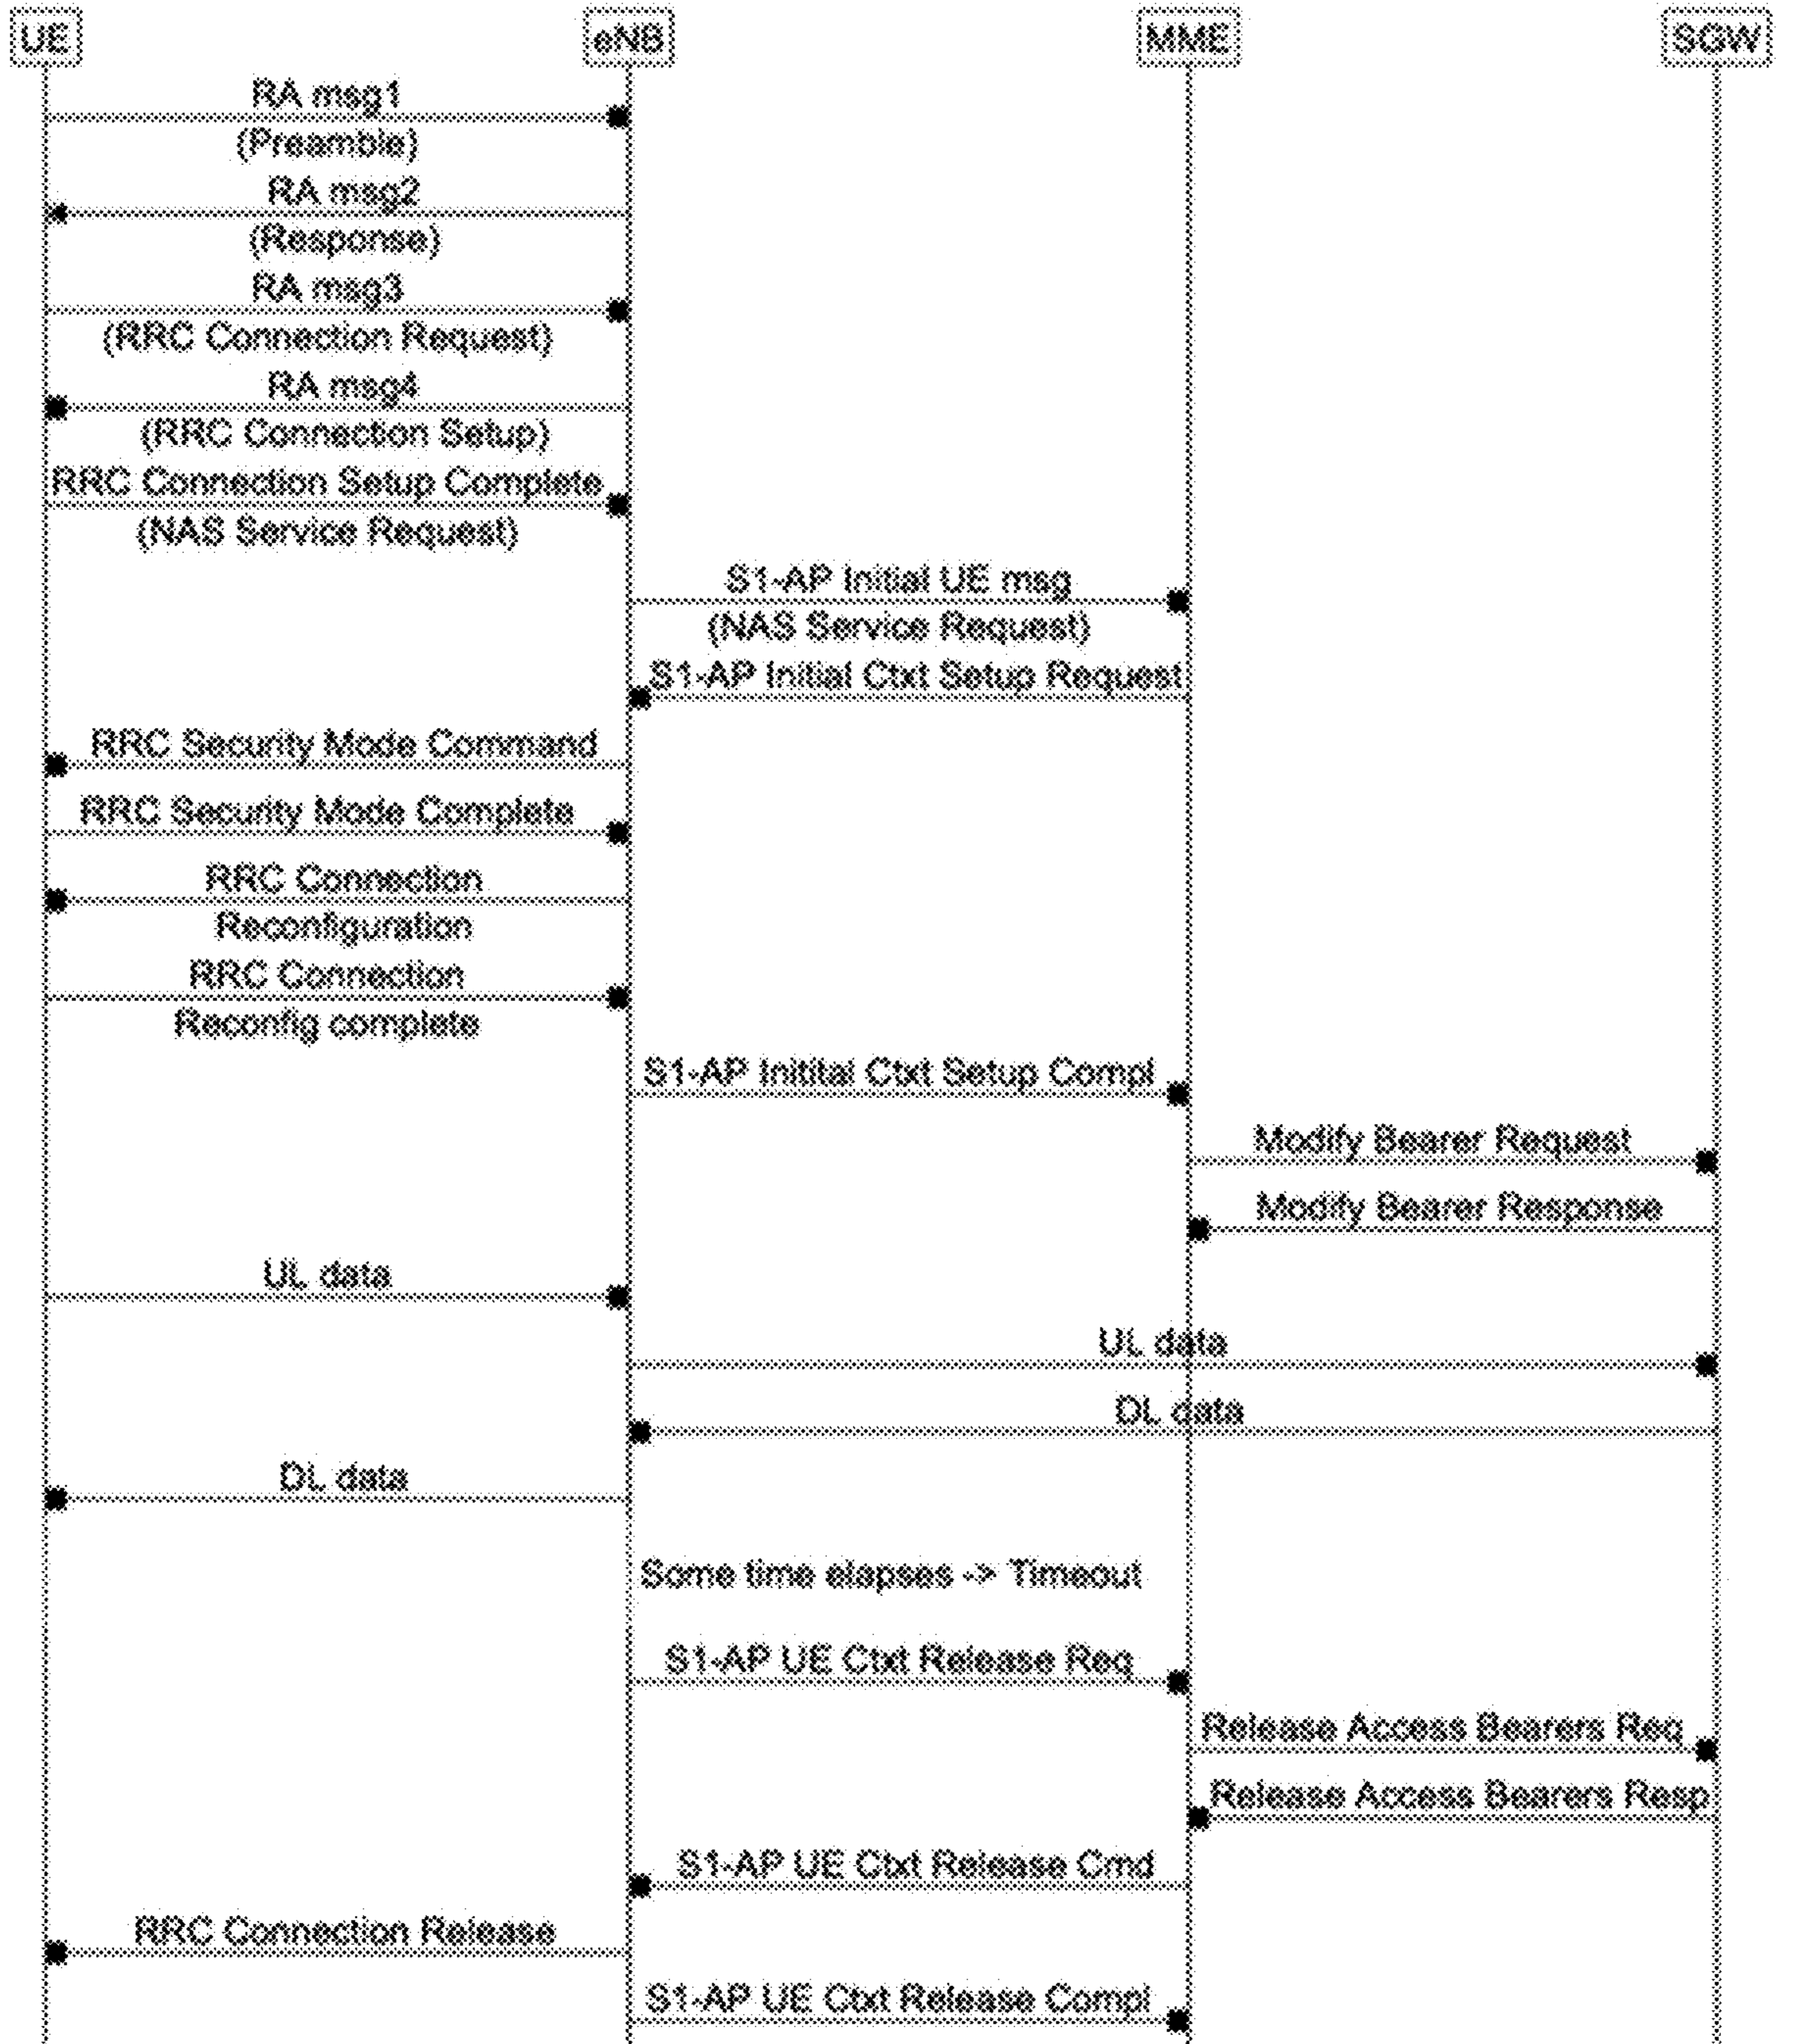 UE eNB MME SGW
RA msg1
(Preamble)
RA msg2
(Response)
RA msg3
(RRC Connection Request)
RA msg4
(RRC Connection Setup)
RRC Connection Setup Complete
(NAS Service Request)
S1-AP Initial UE msg
(NAS Service Request)
S1-AP Initial Ctxt Setup Request
RRC Security Mode Command
RRC Security Mode Complete
RRC Connection
Reconfiguration
RRC Connection
Reconfig complete
S1-AP Initital Ctxt Setup Compl
Modify Bearer Request
Modify Bearer Response
UL data
UL data
DL data
DL data
Some time elapses -> Timeout
S1-AP UE Ctxt Release Req
Release Access Bearers Req
Release Access Bearers Resp
S1-AP UE Ctxt Release Cmd
RRC Connection Release
S1-AP UE Ctxt Release Compl